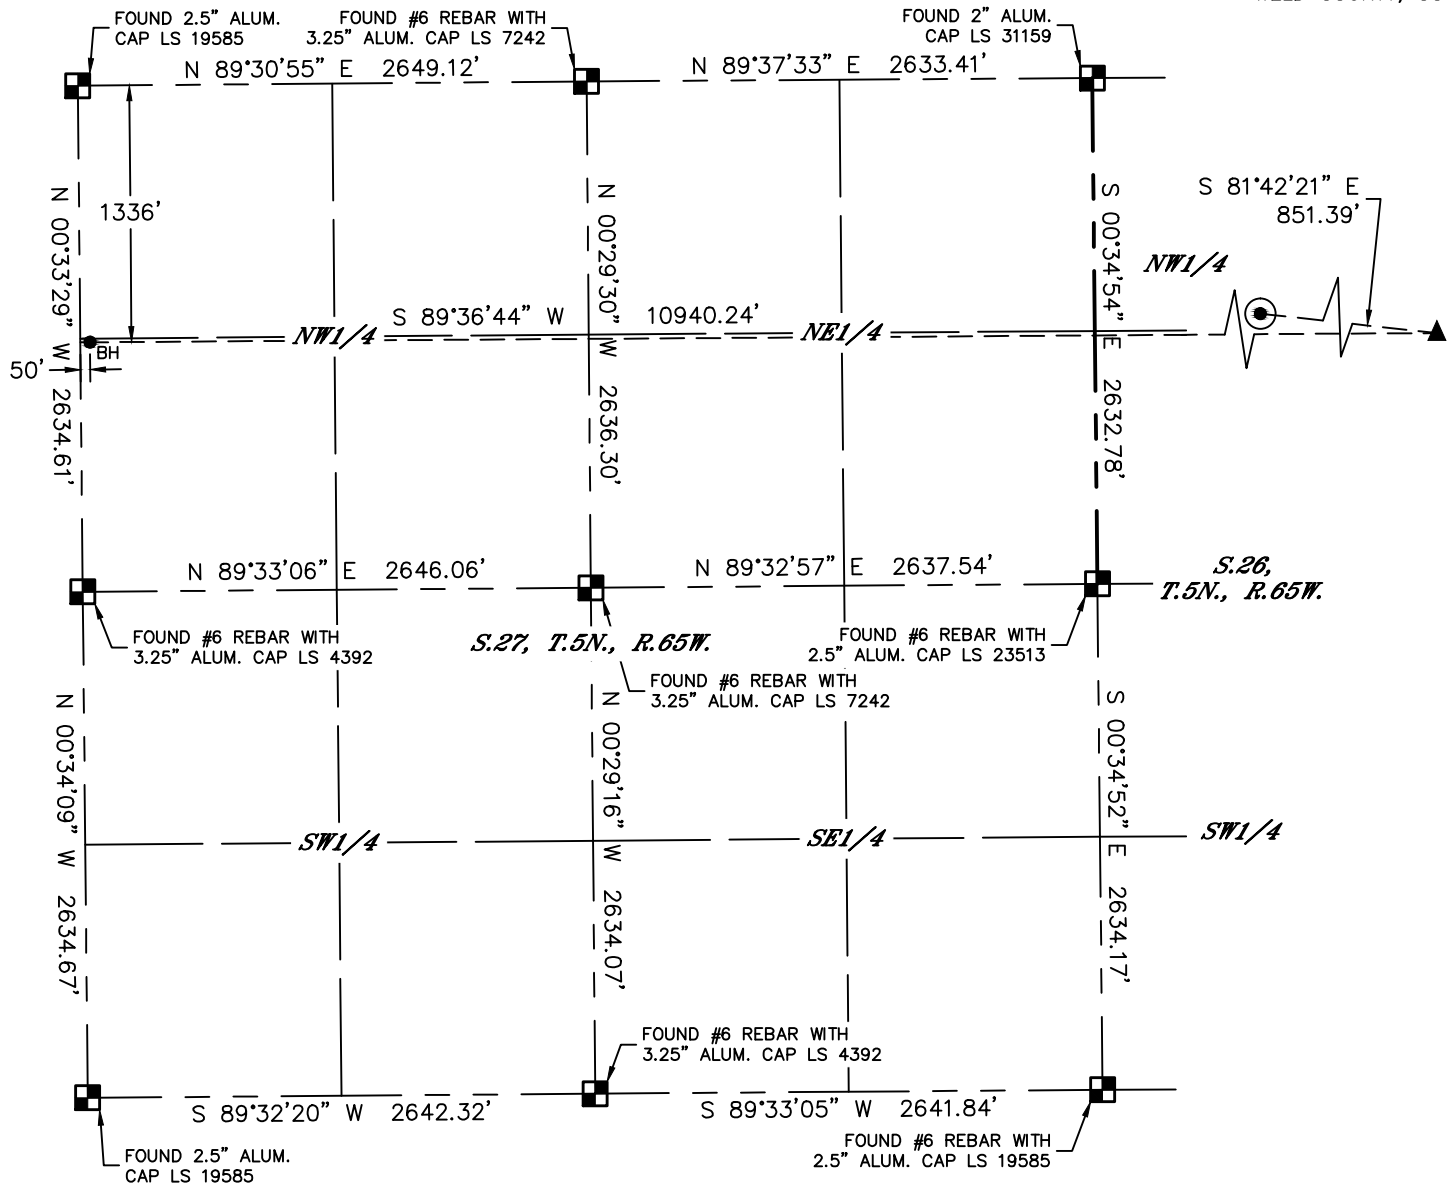 FOUND 2.5” ALUM.
CAP LS 19585
FOUND #6 REBAR WITH
3.25” ALUM. CAP LS 7242
FOUND 2” ALUM.
CAP LS 31159
N 89°30'55” E 2649.12'
N 89°37'33” E 2633.41'
1336'
N 00°33'29” W 2634.61'
N 00°29'30” W 2636.30'
S 00°34'54” E 2632.78'
S 81°42'21” E
851.39'
NW1/4
S 89°36'44” W 10940.24'
NW1/4
NE1/4
BH
50'
N 89°33'06” E 2646.06'
N 89°32'57” E 2637.54'
S.26,
T.5N., R.65W.
FOUND #6 REBAR WITH
3.25” ALUM. CAP LS 4392
S.27, T.5N., R.65W.
FOUND #6 REBAR WITH
2.5” ALUM. CAP LS 23513
FOUND #6 REBAR WITH
3.25” ALUM. CAP LS 7242
N 00°34'09” W 2634.67'
N 00°29'16” W 2634.07'
S 00°34'52” E 2634.17'
SW1/4
SE1/4
SW1/4
FOUND #6 REBAR WITH
3.25” ALUM. CAP LS 4392
S 89°32'20” W 2642.32'
S 89°33'05” W 2641.84'
FOUND 2.5” ALUM.
CAP LS 19585
FOUND #6 REBAR WITH
2.5” ALUM. CAP LS 19585